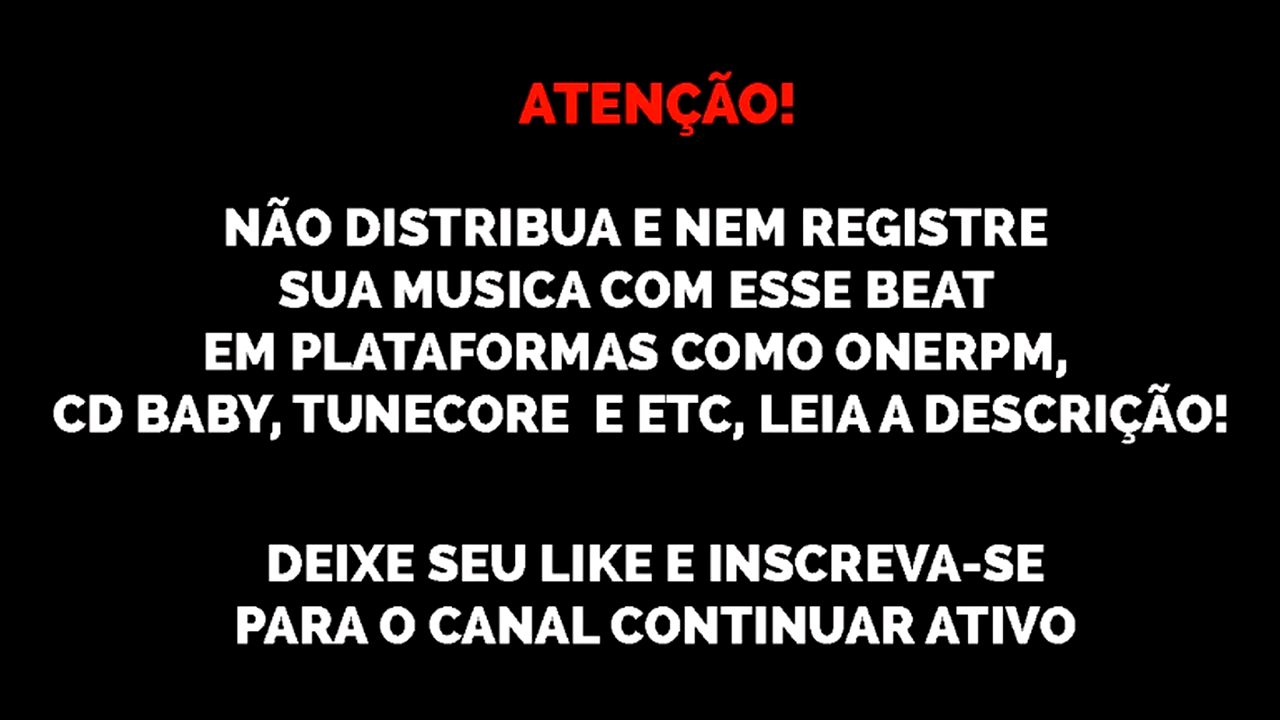 ATENÇÃO!
NÃO DISTRIBUA E NEM REGISTRE
SUA MUSICA COM ESSE BEAT
EM PLATAFORMAS COMO ONERPM,
CD BABY, TUNECORE E ETC, LEIA A DESCRIÇÃO!
DEIXE SEU LIKE E INSCREVA-SE
PARA O CANAL CONTINUAR ATIVO